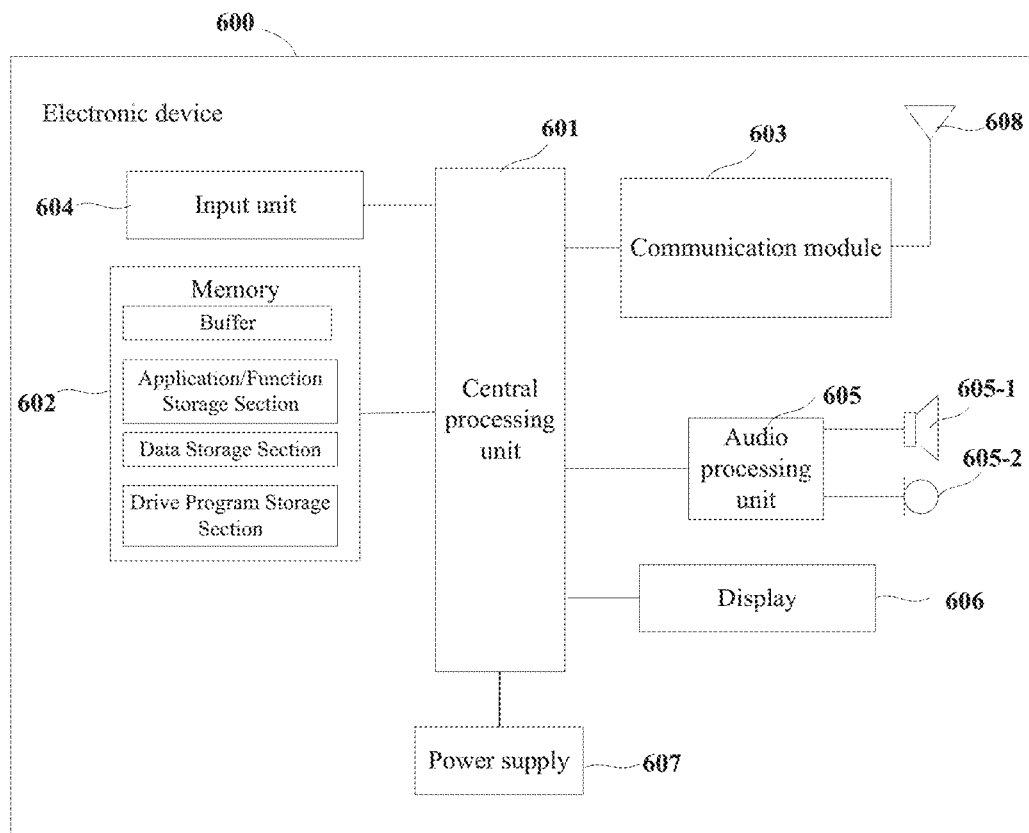 600
Electronic device
601
603
608
604
Input unit
Communication module
Memory
Buffer
602
Application/Function
Storage Section
Data Storage Section
Drive Program Storage
Section
Central
processing
unit
605
Audio
processing
unit
605-1
605-2
Display
606
Power supply
607